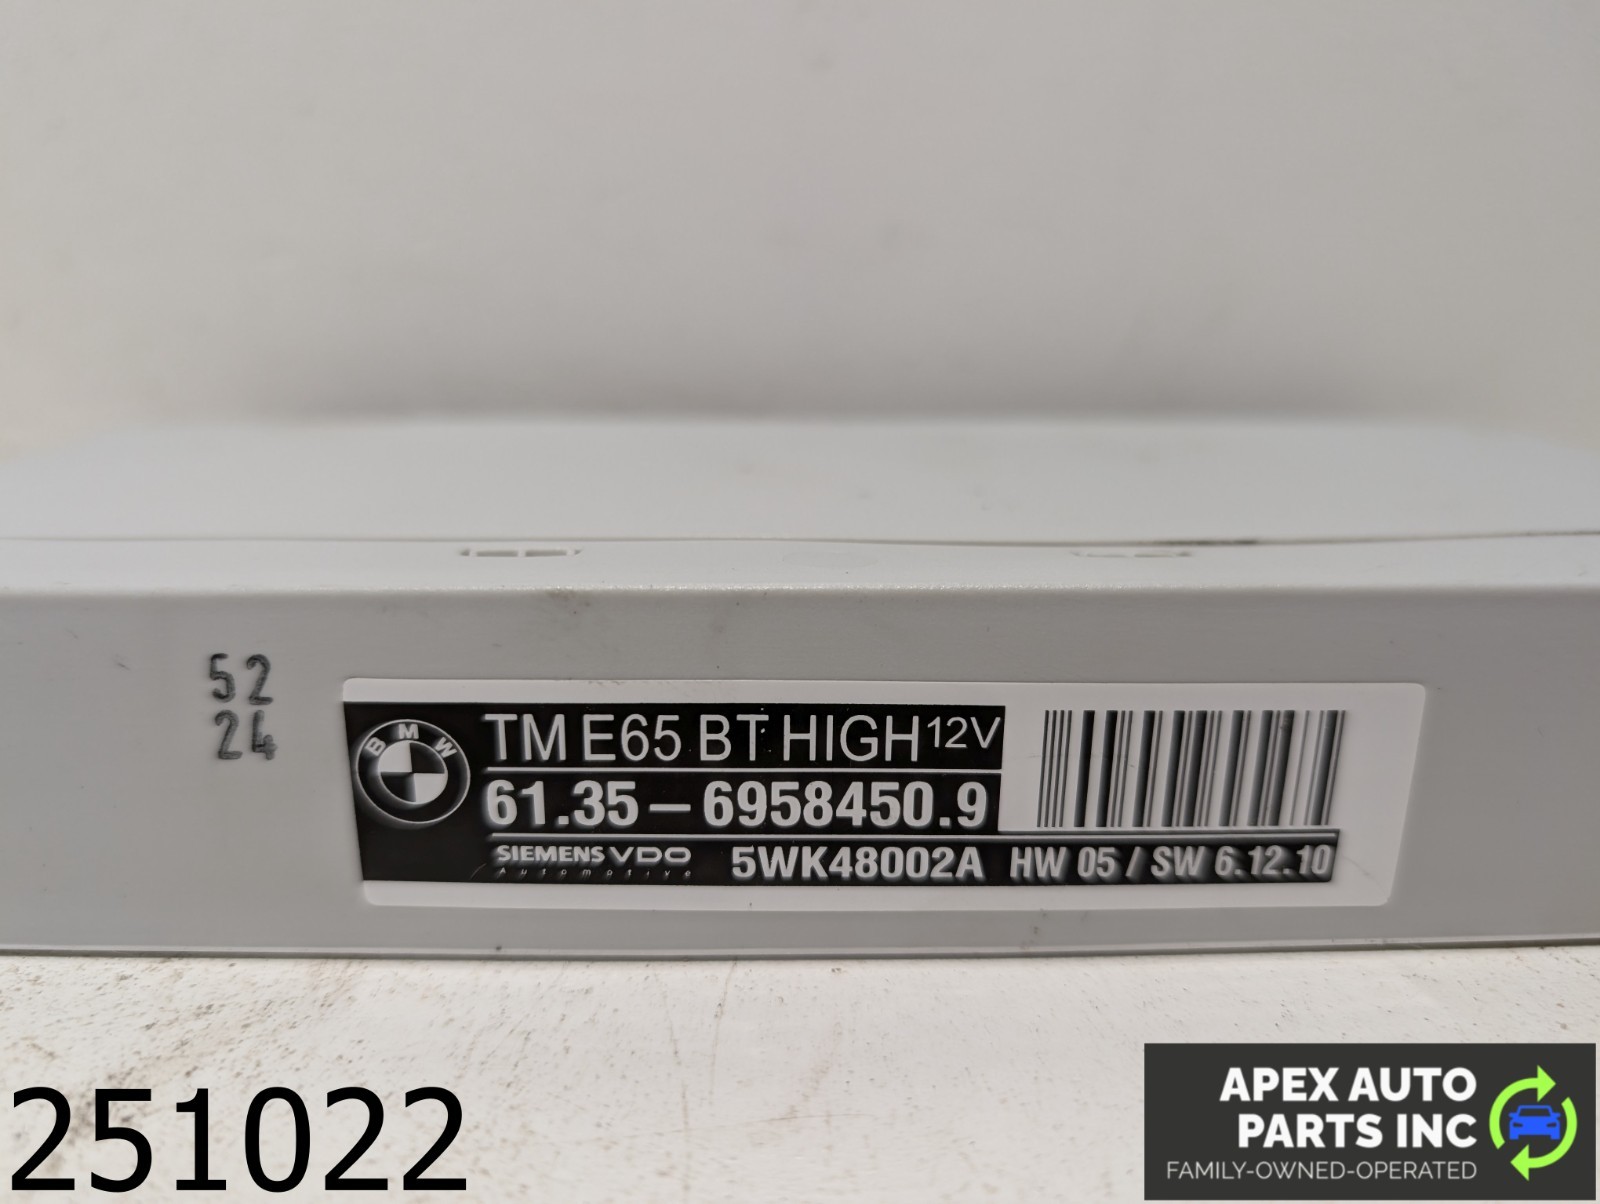 52
24
BMW
TM E65 BT HIGH 12V
61.35 – 6958450.9
SIEMENS VDO
Automotive
5WK48002A HW 05 / SW 6.12.10
251022
APEX AUTO
PARTS INC
FAMILY-OWNED-OPERATED